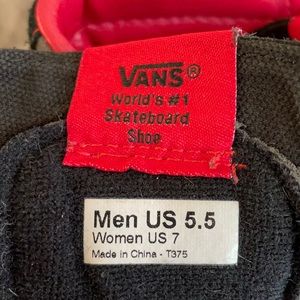 VANS®
World's #1
Skateboard
Shoe
Men US 5.5
Women US 7
Made in China - T375